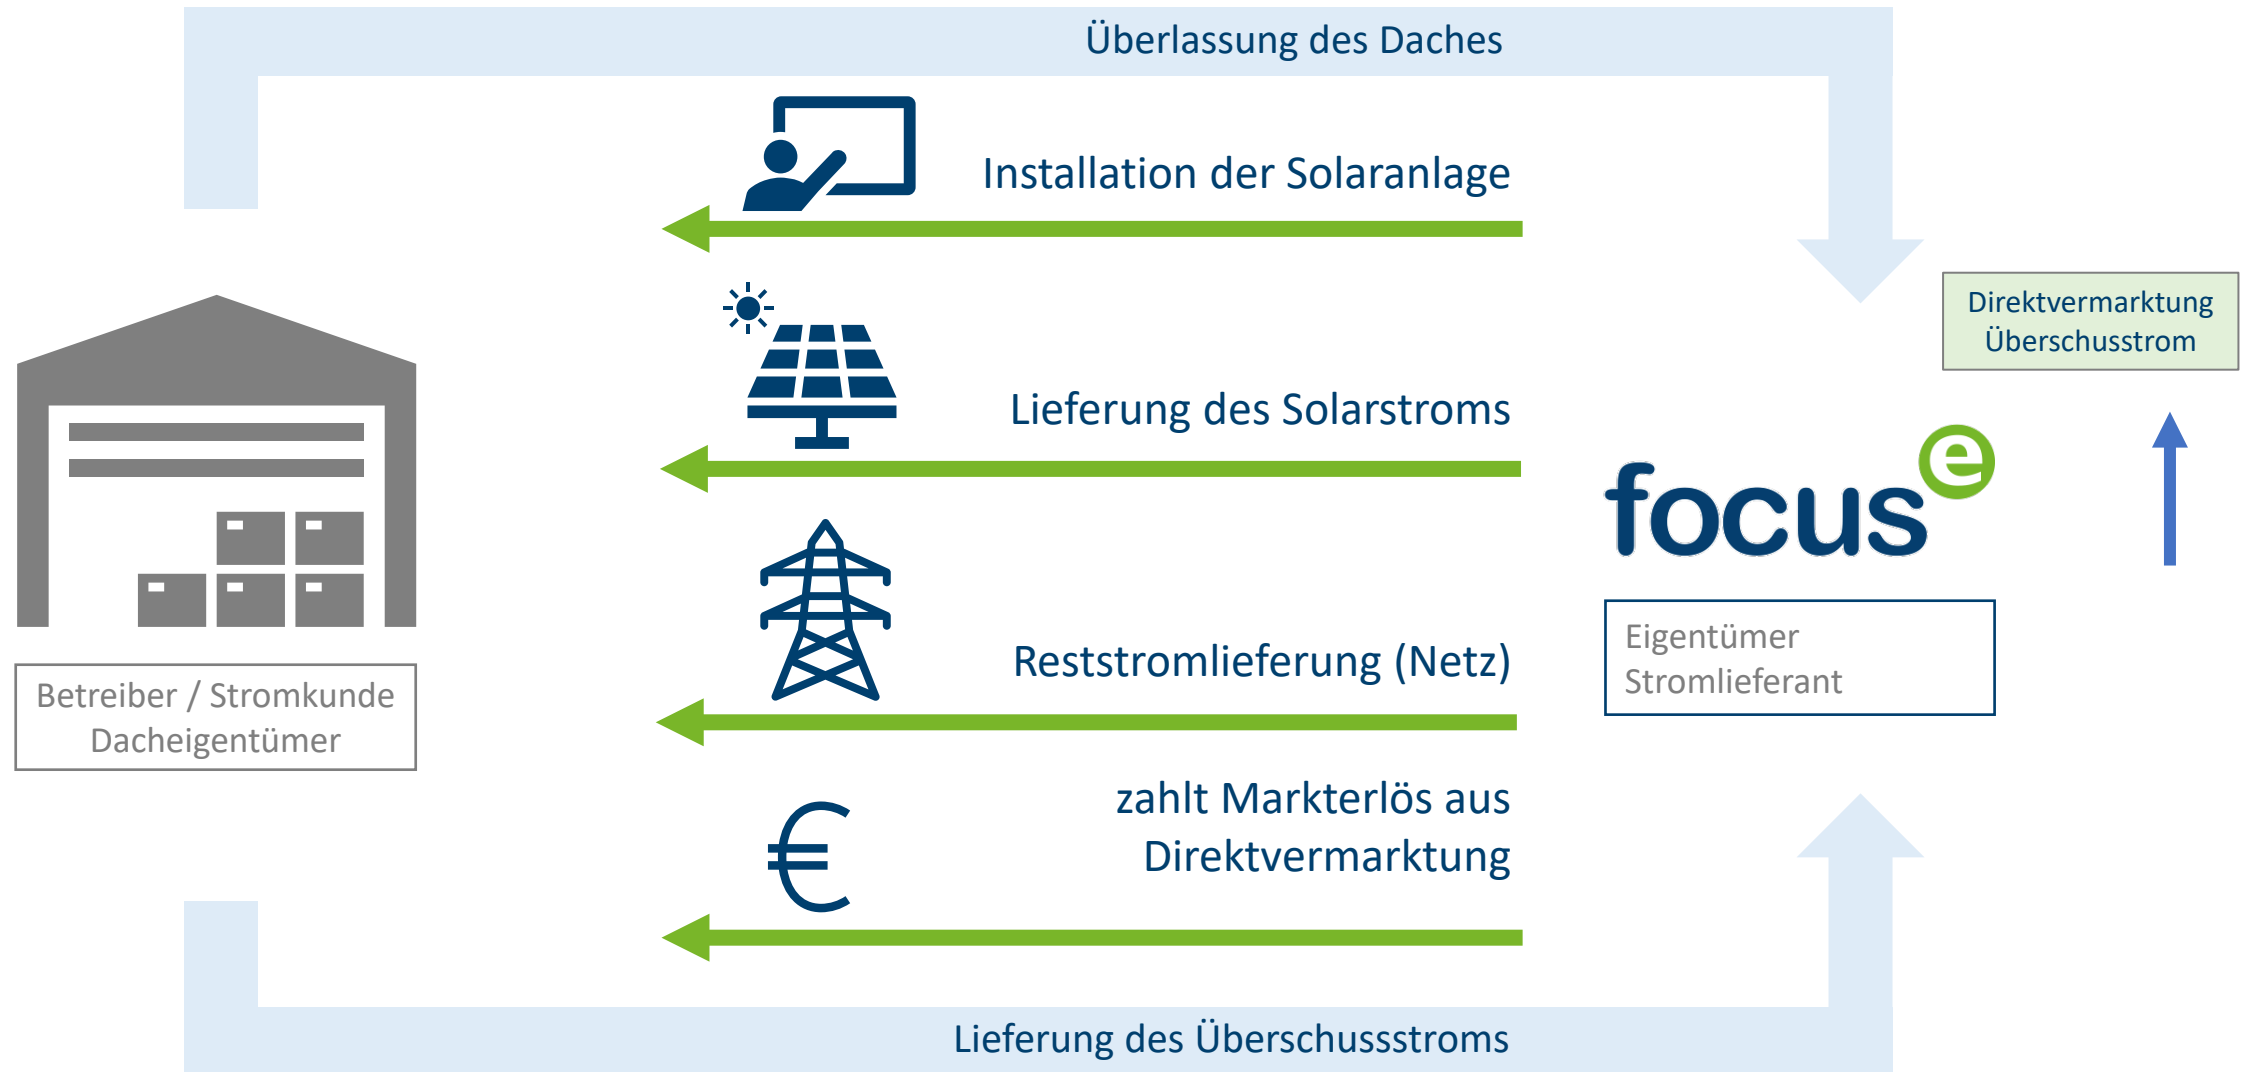 Überlassung des Daches
Installation der Solaranlage
Direktvermarktung
Überschusstrom
Lieferung des Solarstroms
focus e
Reststromlieferung (Netz)
Eigentümer
Stromlieferant
Betreiber / Stromkunde
Dacheigentümer
zahlt Markterlös aus
Direktvermarktung
€
Lieferung des Überschussstroms